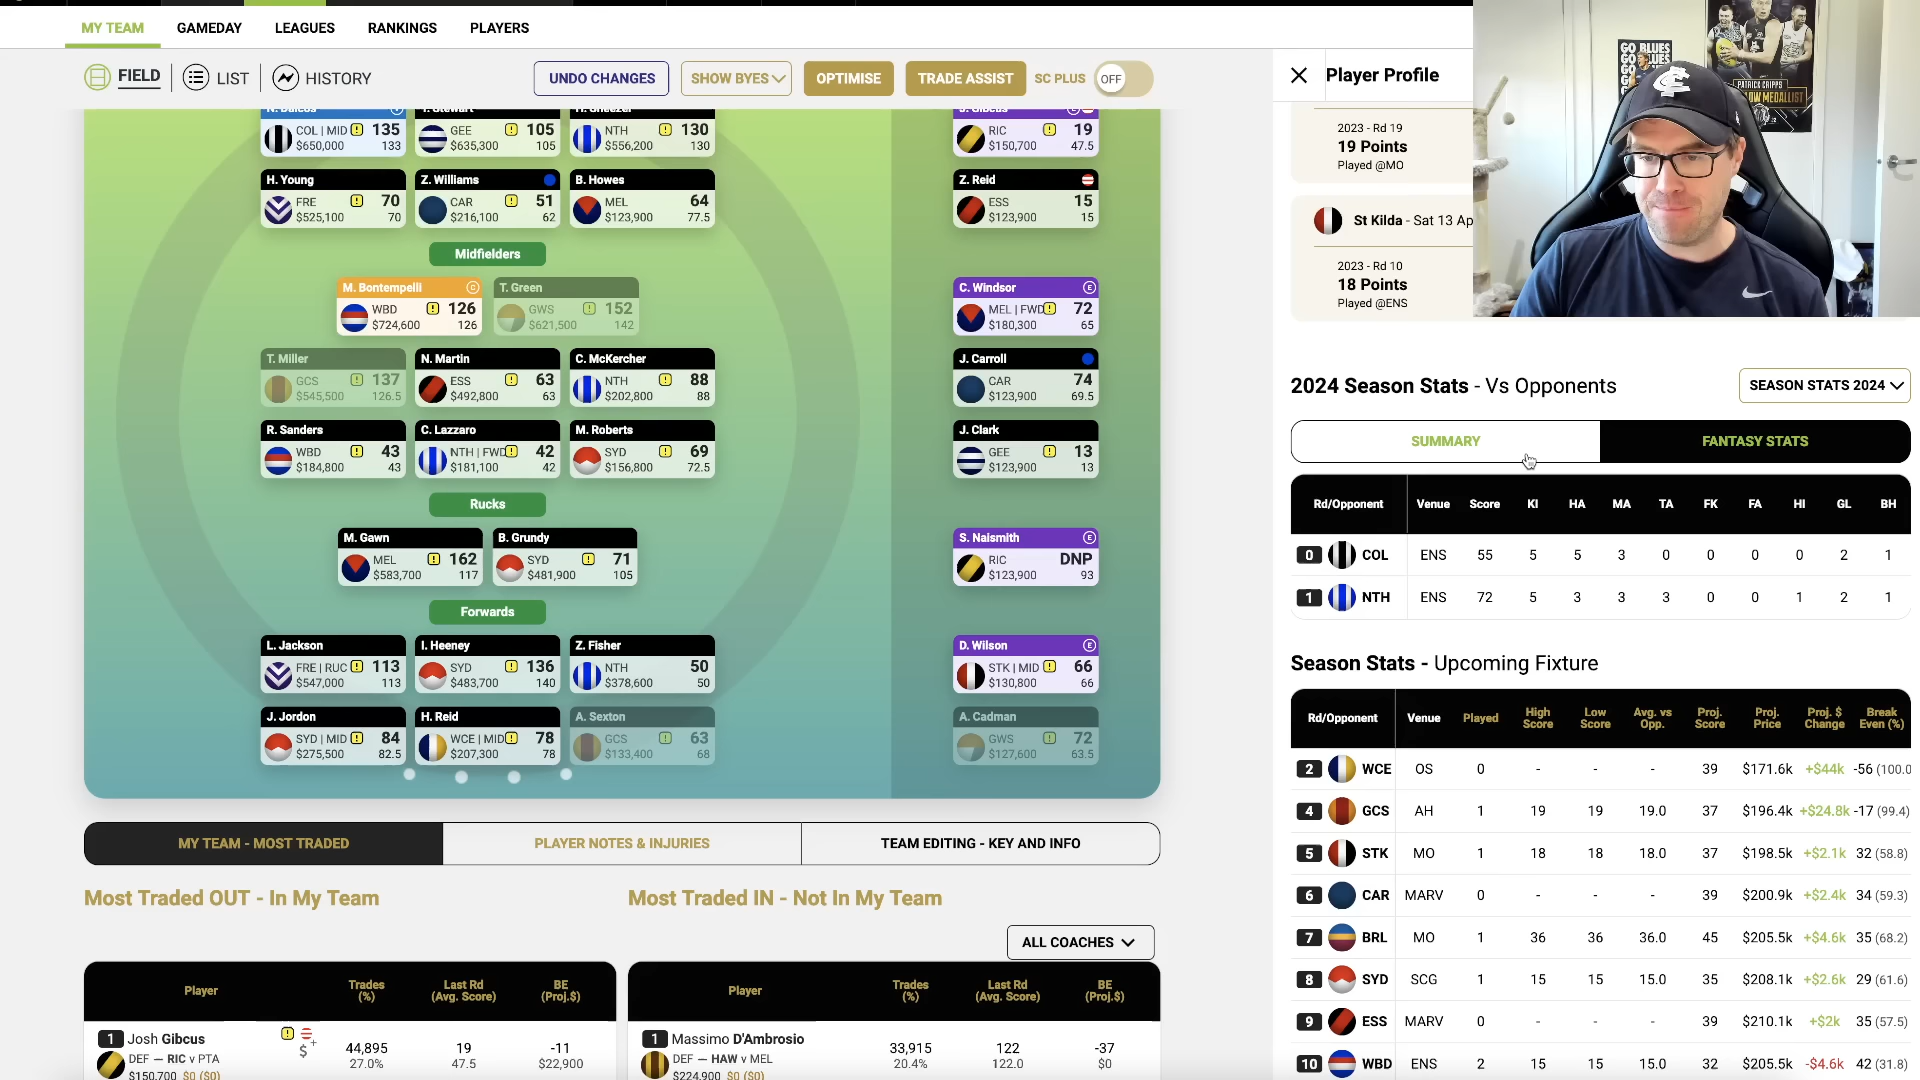 MY TEAM
GAMEDAY
LEAGUES
RANKINGS
PLAYERS
FIELD
LIST
HISTORY
UNDO CHANGES
SHOW BYES
OPTIMISE
TRADE ASSIST
SC PLUS OFF
Player Profile
COL | MID 135
$650,000 133
GEE 105
$635,300 105
NTH 130
$556,200 130
RIC 19
$150,700 47.5
H. Young
FRE 70
$525,100 70
Z. Williams
CAR 51
$216,100 62
B. Howes
MEL 64
$123,900 77.5
Z. Reid
ESS 15
$123,900 15
Midfielders
M. Bontempelli C
WBD 126
$724,600 126
T. Green
GWS 152
$621,500 142
C. Windsor E
MEL | FWD 72
$180,300 65
T. Miller
GCS 137
$545,500 126.5
N. Martin
ESS 63
$492,800 63
C. McKercher
NTH 88
$202,800 88
J. Carroll
CAR 74
$123,900 69.5
R. Sanders
WBD 43
$184,800 43
C. Lazzaro
NTH | FWD 42
$181,100 42
M. Roberts
SYD 69
$156,800 72.5
J. Clark
GEE 13
$123,900 13
Rucks
M. Gawn
MEL 162
$583,700 117
B. Grundy
SYD 71
$481,900 105
S. Naismith E
RIC DNP
$123,900 93
Forwards
L. Jackson
FRE | RUC 113
$547,000 113
I. Heeney
SYD 136
$483,700 140
Z. Fisher
NTH 50
$378,600 50
D. Wilson E
STK | MID 66
$130,800 66
J. Jordon
SYD | MID 84
$275,500 82.5
H. Reid
WCE | MID 78
$207,300 78
A. Sexton
GCS 63
$133,400 68
A. Cadman
GWS 72
$127,600 63.5
MY TEAM - MOST TRADED
PLAYER NOTES & INJURIES
TEAM EDITING - KEY AND INFO
Most Traded OUT - In My Team
Most Traded IN - Not In My Team
ALL COACHES
Player Trades (%) Last Rd (Avg. Score) BE (Proj.$)
1 Josh Gibcus
DEF — RIC v PTA
$150,700 $0 ($0)
44,895 19 -11
27.0% 47.5 $22,900
Player Trades (%) Last Rd (Avg. Score) BE (Proj.$)
1 Massimo D'Ambrosio
DEF — HAW v MEL
$224,900 $0 ($0)
33,915 122 -37
20.4% 122.0 $0
2023 - Rd 19
19 Points
Played @MO
St Kilda - Sat 13 Ap
2023 - Rd 10
18 Points
Played @ENS
GO BLUES
PATRICK CRIPPS
MEDALLIST
2024 Season Stats - Vs Opponents
SEASON STATS 2024
SUMMARY
FANTASY STATS
Rd/Opponent Venue Score KI HA MA TA FK FA HI GL BH
0 COL ENS 55 5 5 3 0 0 0 0 2 1
1 NTH ENS 72 5 3 3 3 0 0 1 2 1
Season Stats - Upcoming Fixture
Rd/Opponent Venue Played High Score Low Score Avg. vs Opp. Proj. Score Proj. Price Proj. $ Change Break Even (%)
2 WCE OS 0 - - - 39 $171.6k +$44k -56 (100.0
4 GCS AH 1 19 19 19.0 37 $196.4k +$24.8k -17 (99.4)
5 STK MO 1 18 18 18.0 37 $198.5k +$2.1k 32 (58.8)
6 CAR MARV 0 - - - 39 $200.9k +$2.4k 34 (59.3)
7 BRL MO 1 36 36 36.0 45 $205.5k +$4.6k 35 (68.2)
8 SYD SCG 1 15 15 15.0 35 $208.1k +$2.6k 29 (61.6)
9 ESS MARV 0 - - - 39 $210.1k +$2k 35 (57.5)
10 WBD ENS 2 15 15 15.0 32 $205.5k -$4.6k 42 (31.8)